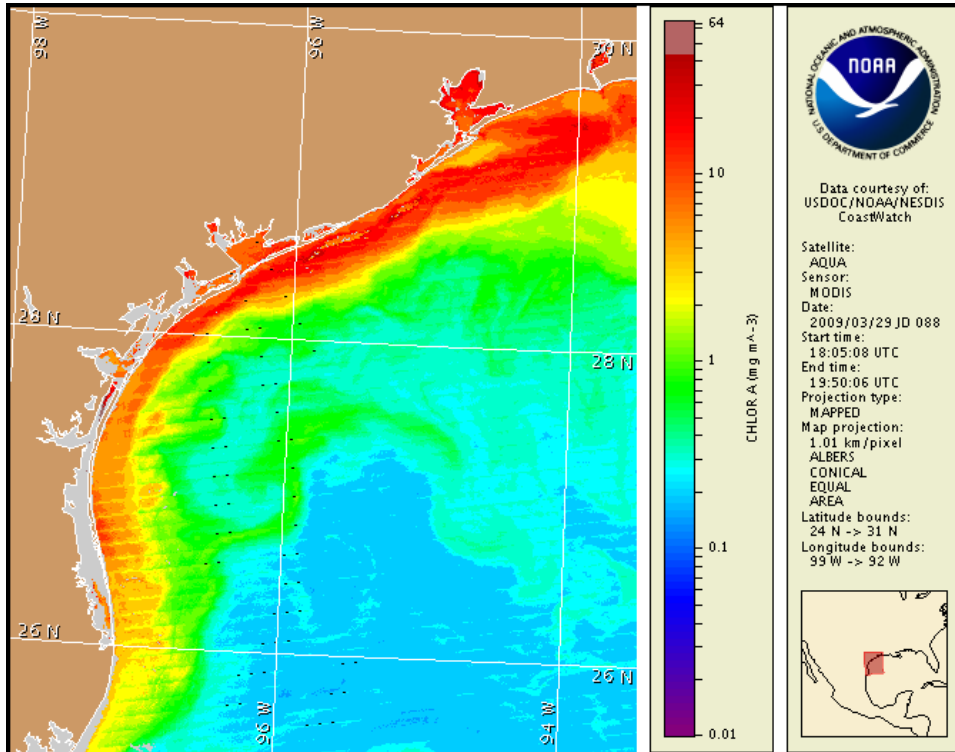 98 W
96 W
30 N
28 N
28 N
26 N
26 N
96 W
94 W
64
10
1
0.1
0.01
CHLOR A (mg m^-3)
NATIONAL OCEANIC AND ATMOSPHERIC ADMINISTRATION
NOAA
U.S. DEPARTMENT OF COMMERCE
Data courtesy of:
USDOC/NOAA/NESDIS
CoastWatch
Satellite:
AQUA
Sensor:
MODIS
Date:
2009/03/29 JD 088
Start time:
18:05:08 UTC
End time:
19:50:06 UTC
Projection type:
MAPPED
Map projection:
1.01 km/pixel
ALBERS
CONICAL
EQUAL
AREA
Latitude bounds:
24 N -> 31 N
Longitude bounds:
99 W -> 92 W